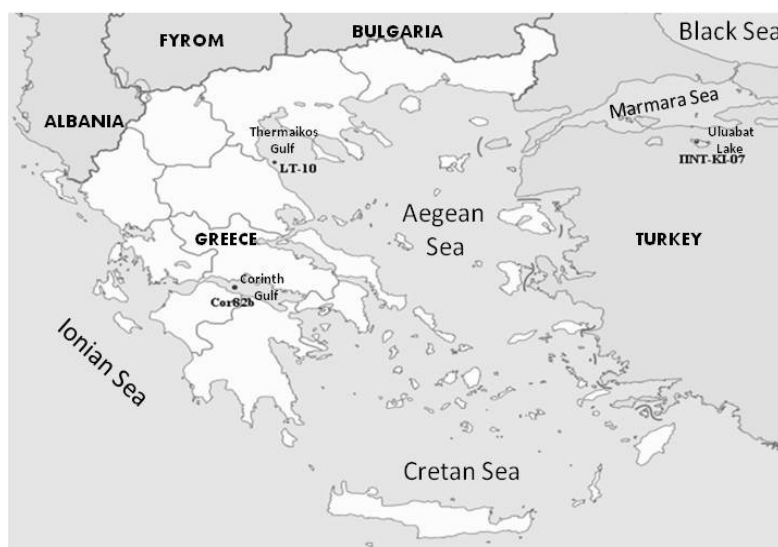 BULGARIA
Black Sea
FYROM
Marmara Sea
ALBANIA
Thermaikos
Gulf
LT-10
Uluabat
Lake
ΠNT-KI-07
Aegean
Sea
GREECE
TURKEY
Corinth
Gulf
Cor82b
Ionian Sea
Cretan Sea